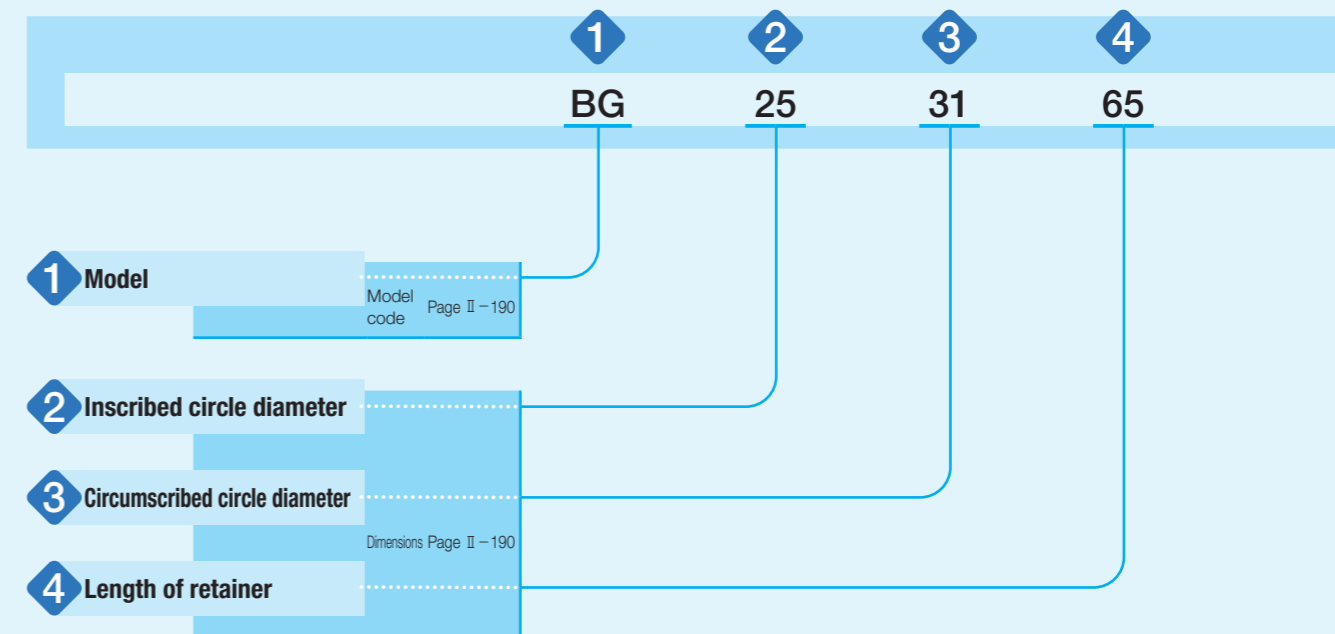 1 2 3 4
BG 25 31 65
1 Model
Model code Page Ⅱ－190
2 Inscribed circle diameter
3 Circumscribed circle diameter
Dimensions Page Ⅱ－190
4 Length of retainer